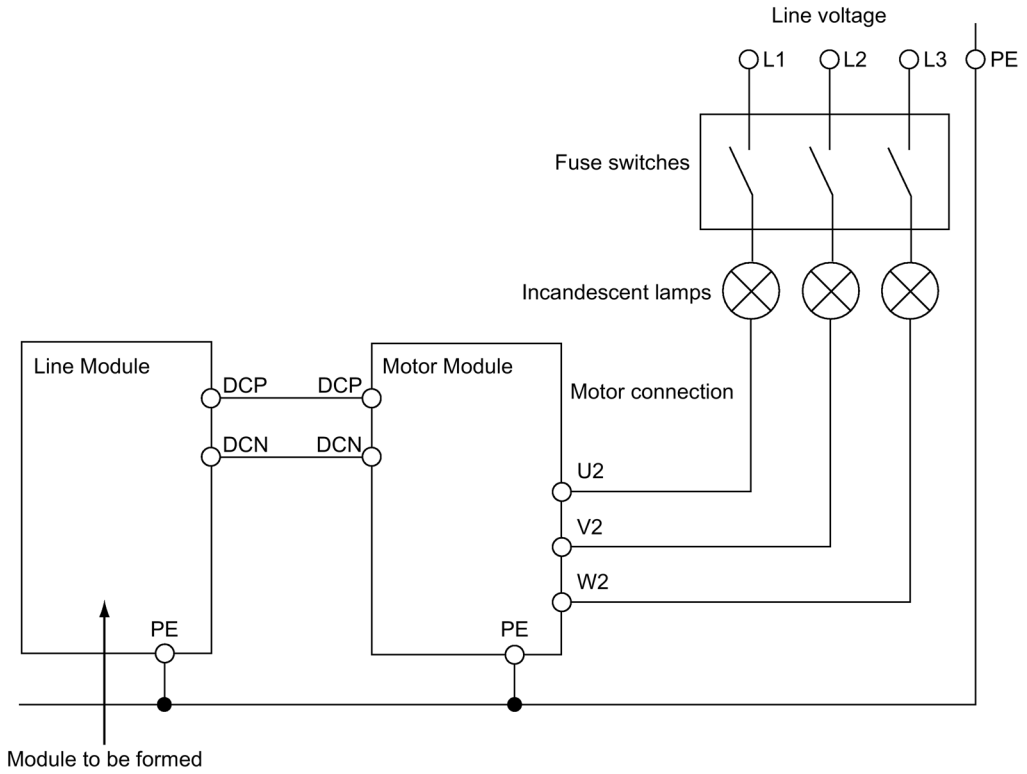 Line voltage
L1 L2 L3 PE
Fuse switches
Incandescent lamps
Line Module
Motor Module
DCP DCP
Motor connection
DCN DCN
U2
V2
W2
PE PE
Module to be formed